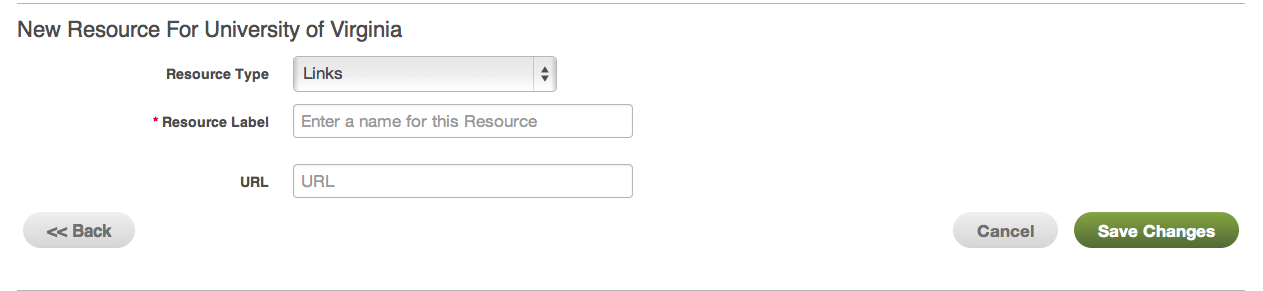 New Resource For University of Virginia
Resource Type Links
* Resource Label Enter a name for this Resource
URL URL
<< Back Cancel Save Changes